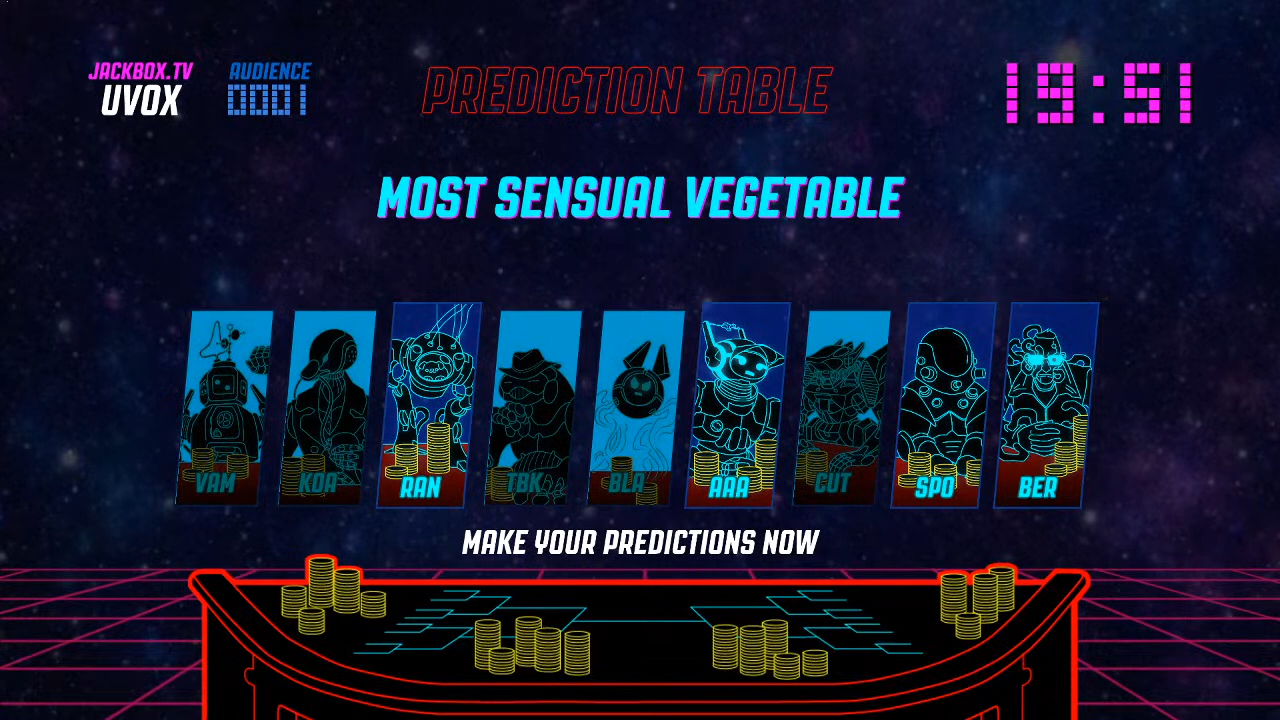 JACKBOX.TV
UVOX
AUDIENCE
0001
PREDICTION TABLE
19:51
MOST SENSUAL VEGETABLE
VAM
KOA
RAN
TBK
BLA
AAA
CUT
SPO
BER
MAKE YOUR PREDICTIONS NOW